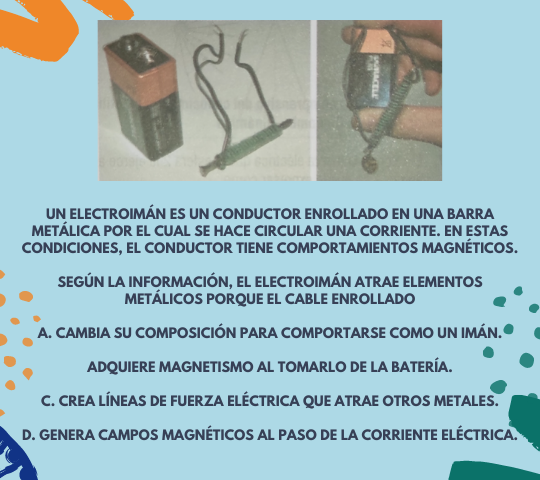 DURACELL
UN ELECTROIMÁN ES UN CONDUCTOR ENROLLADO EN UNA BARRA
METÁLICA POR EL CUAL SE HACE CIRCULAR UNA CORRIENTE. EN ESTAS
CONDICIONES, EL CONDUCTOR TIENE COMPORTAMIENTOS MAGNÉTICOS.
SEGÚN LA INFORMACIÓN, EL ELECTROIMÁN ATRAE ELEMENTOS
METÁLICOS PORQUE EL CABLE ENROLLADO
A. CAMBIA SU COMPOSICIÓN PARA COMPORTARSE COMO UN IMÁN.
ADQUIERE MAGNETISMO AL TOMARLO DE LA BATERÍA.
C. CREA LÍNEAS DE FUERZA ELÉCTRICA QUE ATRAE OTROS METALES.
D. GENERA CAMPOS MAGNÉTICOS AL PASO DE LA CORRIENTE ELÉCTRICA.